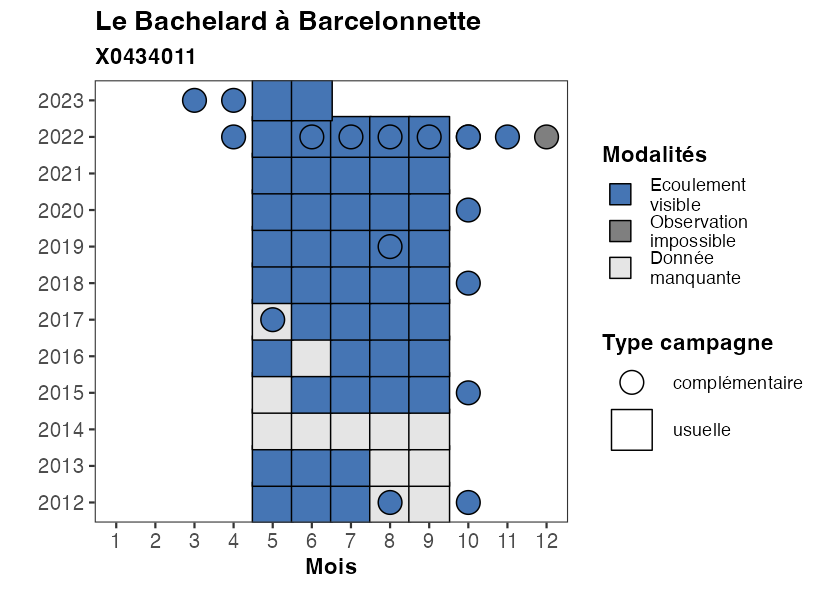 Le Bachelard à Barcelonnette
X0434011
2023
2022
2021
2020
2019
2018
2017
2016
2015
2014
2013
2012
1 2 3 4 5 6 7 8 9 10 11 12
Mois
Modalités
Ecoulement
visible
Observation
impossible
Donnée
manquante
Type campagne
complémentaire
usuelle